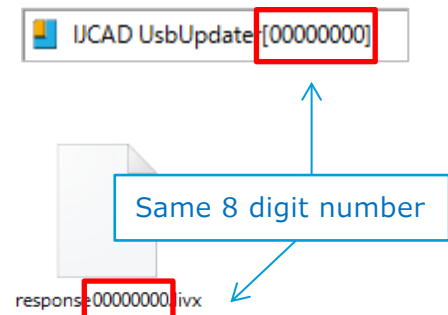 IJCAD UsbUpdater[00000000]
Same 8 digit number
response00000000.ivx